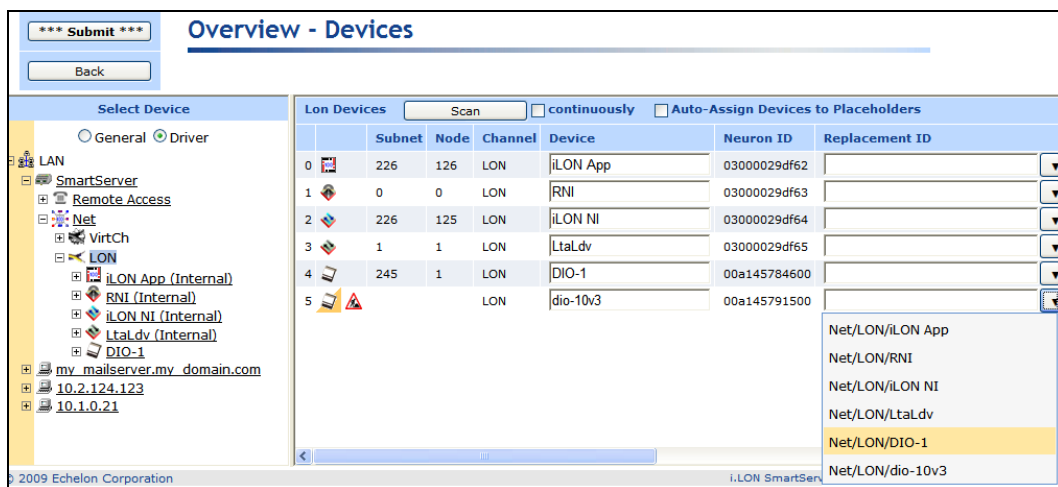 *** Submit ***
Overview - Devices
Back
Select Device
General Driver
LAN
SmartServer
Remote Access
Net
VirtCh
LON
iLON App (Internal)
RNI (Internal)
iLON NI (Internal)
LtaLdv (Internal)
DIO-1
my_mailserver.my_domain.com
10.2.124.123
10.1.0.21
Lon Devices Scan continuously Auto-Assign Devices to Placeholders
Subnet Node Channel Device Neuron ID Replacement ID
0 226 126 LON iLON App 03000029df62
1 0 0 LON RNI 03000029df63
2 226 125 LON iLON NI 03000029df64
3 1 1 LON LtaLdv 03000029df65
4 245 1 LON DIO-1 00a145784600
5 LON dio-10v3 00a145791500
Net/LON/iLON App
Net/LON/RNI
Net/LON/iLON NI
Net/LON/LtaLdv
Net/LON/DIO-1
Net/LON/dio-10v3
© 2009 Echelon Corporation i.LON SmartServ